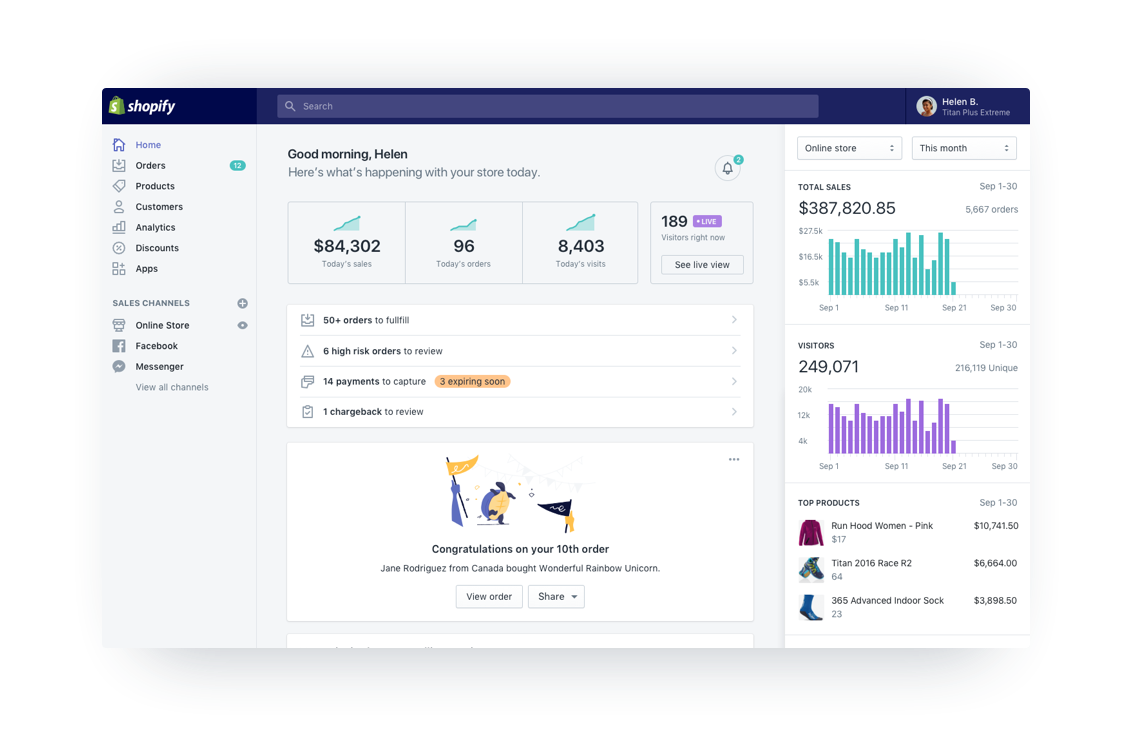 shopify
Search
Helen B.
Titan Plus Extreme
Home
Orders 12
Products
Customers
Analytics
Discounts
Apps
SALES CHANNELS
Online Store
Facebook
Messenger
View all channels
Good morning, Helen
Here's what's happening with your store today.
2
$84,302
Today's sales
96
Today's orders
8,403
Today's visits
189 LIVE
Visitors right now
See live view
50+ orders to fullfill
6 high risk orders to review
14 payments to capture 3 expiring soon
1 chargeback to review
Congratulations on your 10th order
Jane Rodriguez from Canada bought Wonderful Rainbow Unicorn.
View order Share
Online store This month
TOTAL SALES Sep 1-30
$387,820.85 5,667 orders
$27.5k
$16.5k
$5.5k
Sep 1 Sep 11 Sep 21 Sep 30
VISITORS Sep 1-30
249,071 216,119 Unique
20k
12k
4k
Sep 1 Sep 11 Sep 21 Sep 30
TOP PRODUCTS Sep 1-30
Run Hood Women - Pink $10,741.50
$17
Titan 2016 Race R2 $6,664.00
64
365 Advanced Indoor Sock $3,898.50
23